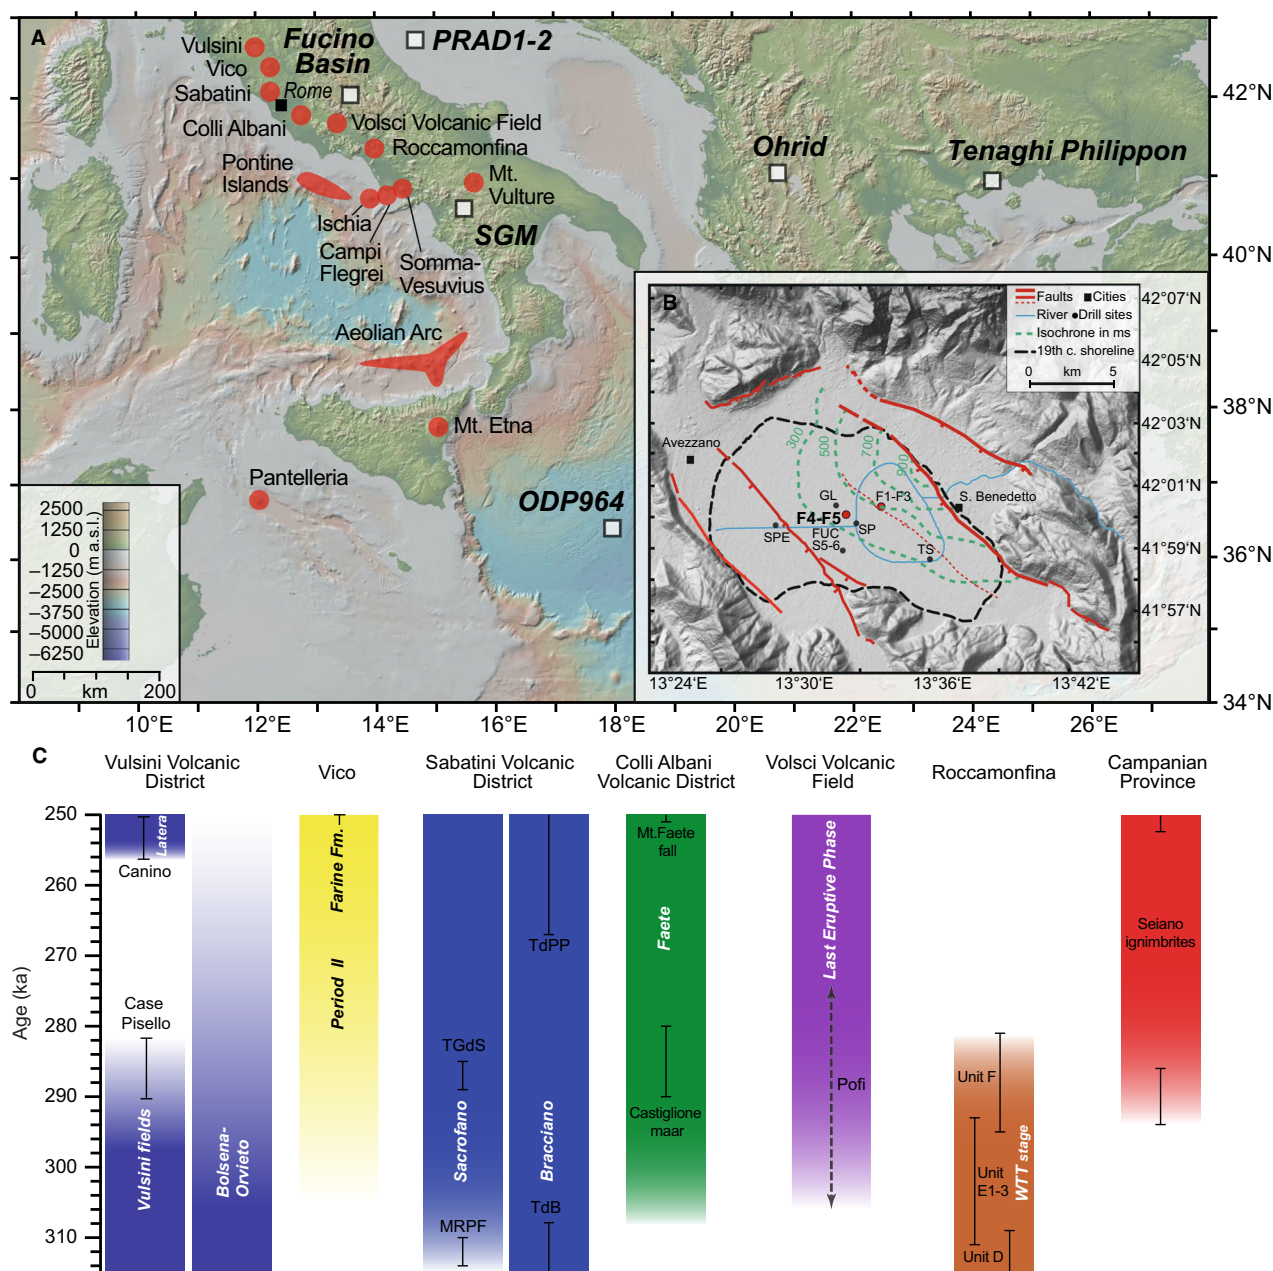 A
Vulsini
Vico
Sabatini
Rome
Colli Albani
Fucino
Basin
PRAD1-2
Volsci Volcanic Field
Roccamonfina
Pontine
Islands
Mt.
Vulture
SGM
Ischia
Campi
Flegrei
Somma-
Vesuvius
Aeolian Arc
Mt. Etna
Pantelleria
ODP964
Ohrid
Tenaghi Philippon
42°N
40°N
38°N
36°N
34°N
2500
1250
0
−1250
−2500
−3750
−5000
−6250
Elevation (m a.s.l.)
0 km 200
10°E 12°E 14°E 16°E 18°E 20°E 22°E 24°E 26°E
B
Faults Cities
River Drill sites
Isochrone in ms
19th c. shoreline
km
0 5
42°07'N
42°05'N
42°03'N
42°01'N
41°59'N
41°57'N
13°24'E 13°30'E 13°36'E 13°42'E
Avezzano
300
500
700
900
GL
F1-F3
S. Benedetto
F4-F5
SP
SPE
FUC
S5-6
TS
C
Vulsini Volcanic
District
Vico
Sabatini Volcanic
District
Colli Albani
Volcanic District
Volsci Volcanic
Field
Roccamonfina
Campanian
Province
Age (ka)
250
260
270
280
290
300
310
Latera
Canino
Case
Pisello
Vulsini fields
Bolsena-
Orvieto
Farine Fm.
Period II
TGdS
Sacrofano
MRPF
TdPP
Bracciano
TdB
Mt.Faete
fall
Faete
Castiglione
maar
Last Eruptive Phase
Pofi
Unit F
Unit
E1-3
WTT stage
Unit D
Seiano
ignimbrites